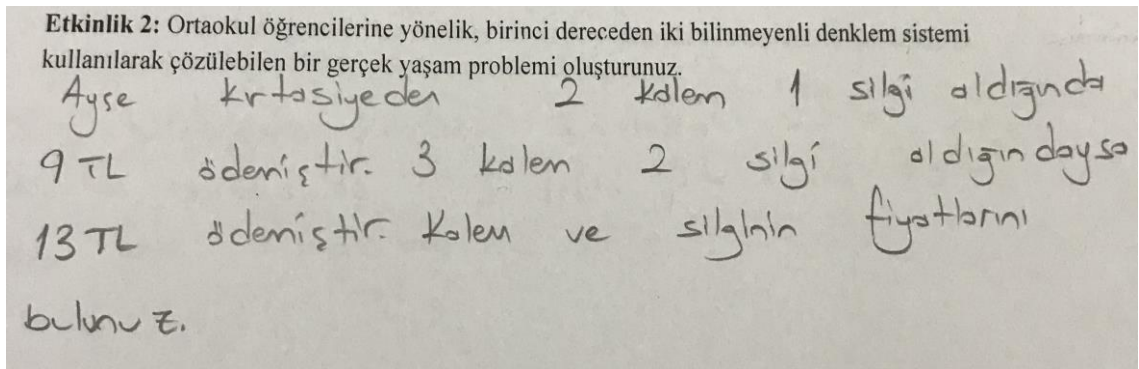 Etkinlik 2: Ortaokul öğrencilerine yönelik, birinci dereceden iki bilinmeyenli denklem sistemi
kullanılarak çözülebilen bir gerçek yaşam problemi oluşturunuz.
Ayşe kırtasiyeden 2 kalem 1 silgi aldığında
9 TL ödemiştir. 3 kalem 2 silgi aldığındaysa
13 TL ödemiştir. Kalem ve silginin fiyatlarını
bulunuz.